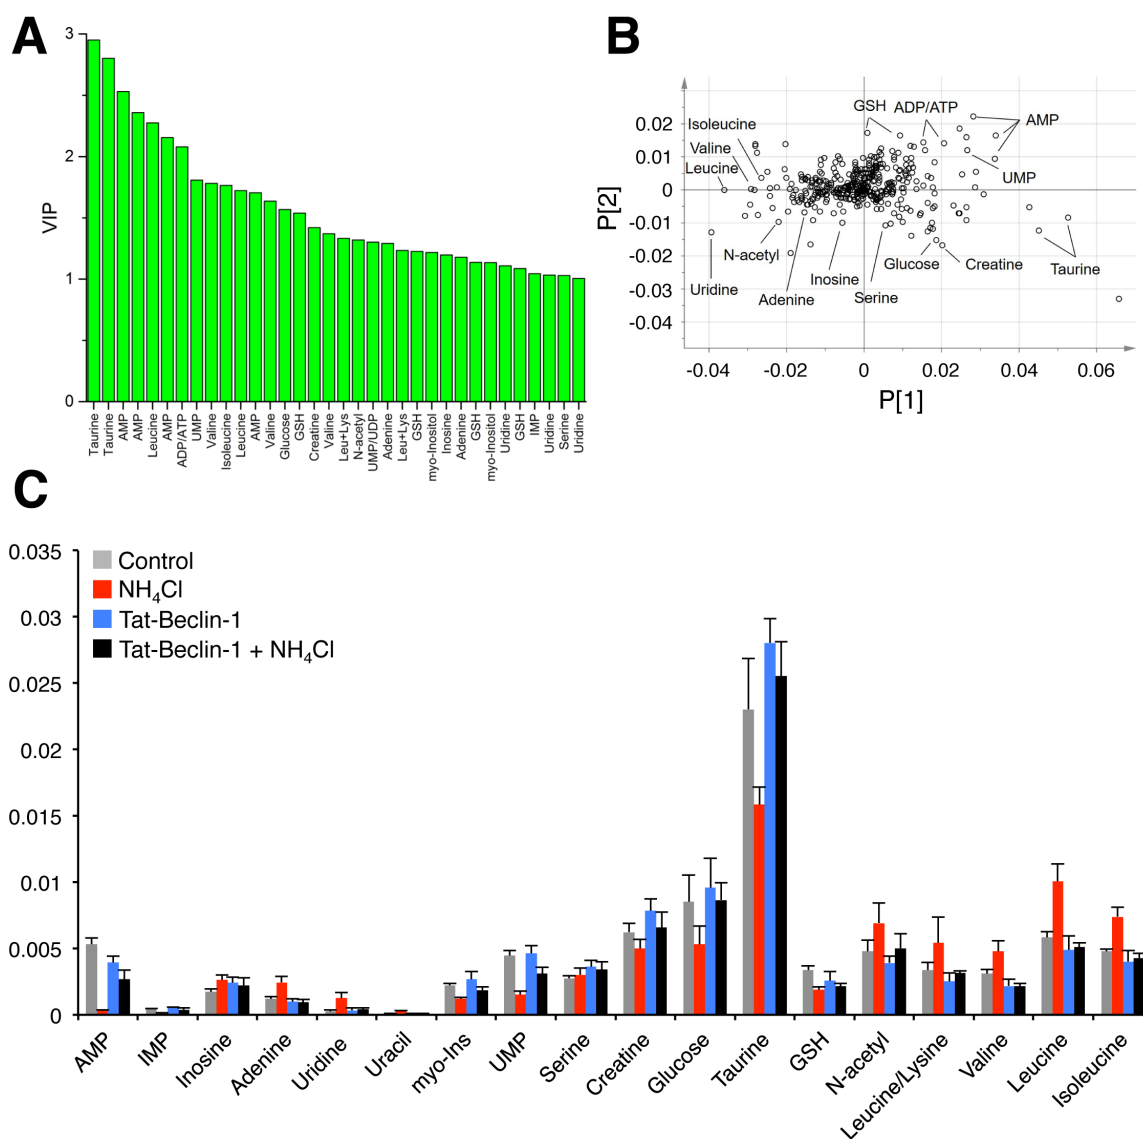 A
B
3
2
1
0
VIP
Taurine
Taurine
AMP
AMP
Leucine
AMP
ADP/ATP
UMP
Valine
Isoleucine
Leucine
AMP
Valine
Glucose
GSH
Creatine
Valine
Leu+Lys
N-acetyl
UMP/UDP
Adenine
Leu+Lys
GSH
myo-Inositol
Inosine
Adenine
GSH
myo-Inositol
Uridine
GSH
IMP
Uridine
Serine
Uridine
GSH ADP/ATP
AMP
Isoleucine
Valine
Leucine
UMP
N-acetyl
Uridine
Adenine
Inosine
Serine
Glucose
Creatine
Taurine
0.02
0.01
0
-0.01
-0.02
-0.03
-0.04
P[2]
-0.04 -0.02 0 0.02 0.04 0.06
P[1]
C
0.035
0.03
0.025
0.02
0.015
0.01
0.005
0
Control
NH4Cl
Tat-Beclin-1
Tat-Beclin-1 + NH4Cl
AMP
IMP
Inosine
Adenine
Uridine
Uracil
myo-Ins
UMP
Serine
Creatine
Glucose
Taurine
GSH
N-acetyl
Leucine/Lysine
Valine
Leucine
Isoleucine